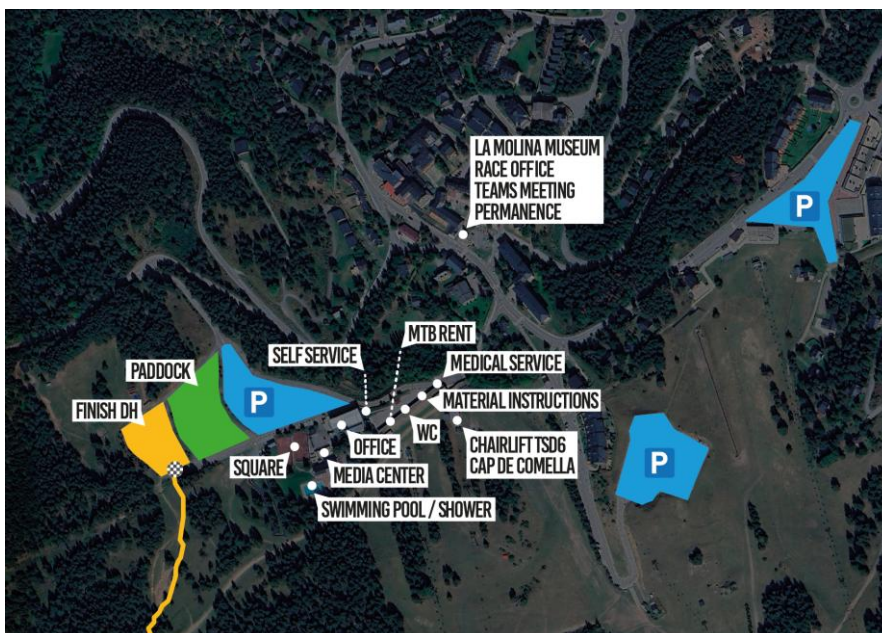 LA MOLINA MUSEUM
RACE OFFICE
TEAMS MEETING
PERMANENCE
P
MTB RENT
SELF SERVICE
MEDICAL SERVICE
PADDOCK
P
MATERIAL INSTRUCTIONS
FINISH DH
WC
OFFICE
CHAIRLIFT TSD6
CAP DE COMELLA
P
SQUARE
MEDIA CENTER
SWIMMING POOL / SHOWER